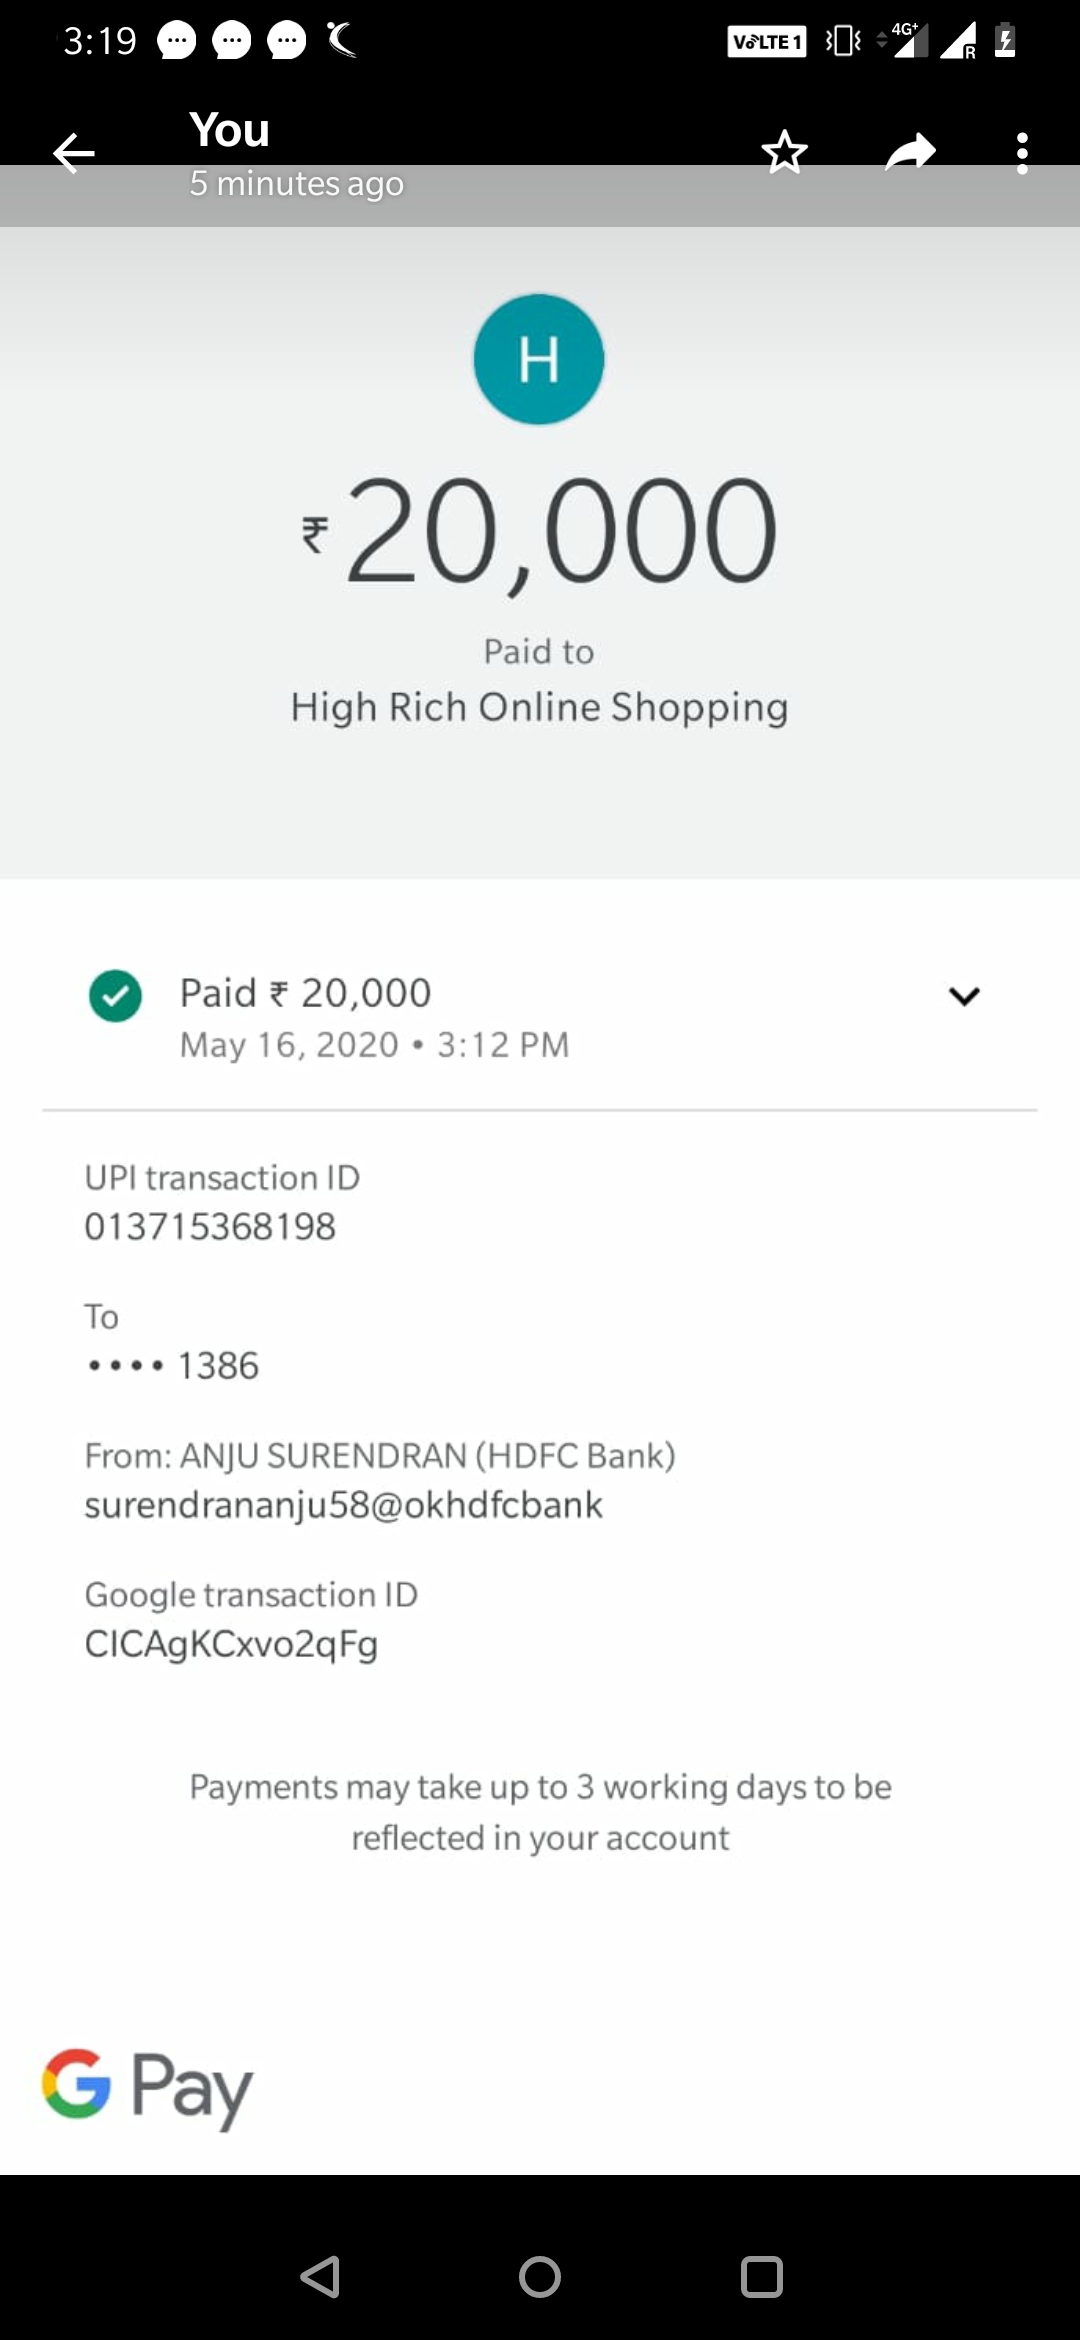 3:19 VoLTE 1 4G+ R
You
5 minutes ago
H
₹20,000
Paid to
High Rich Online Shopping
Paid ₹ 20,000
May 16, 2020 • 3:12 PM
UPI transaction ID
013715368198
To
•••• 1386
From: ANJU SURENDRAN (HDFC Bank)
surendrananju58@okhdfcbank
Google transaction ID
CICAgKCxvo2qFg
Payments may take up to 3 working days to be
reflected in your account
G Pay